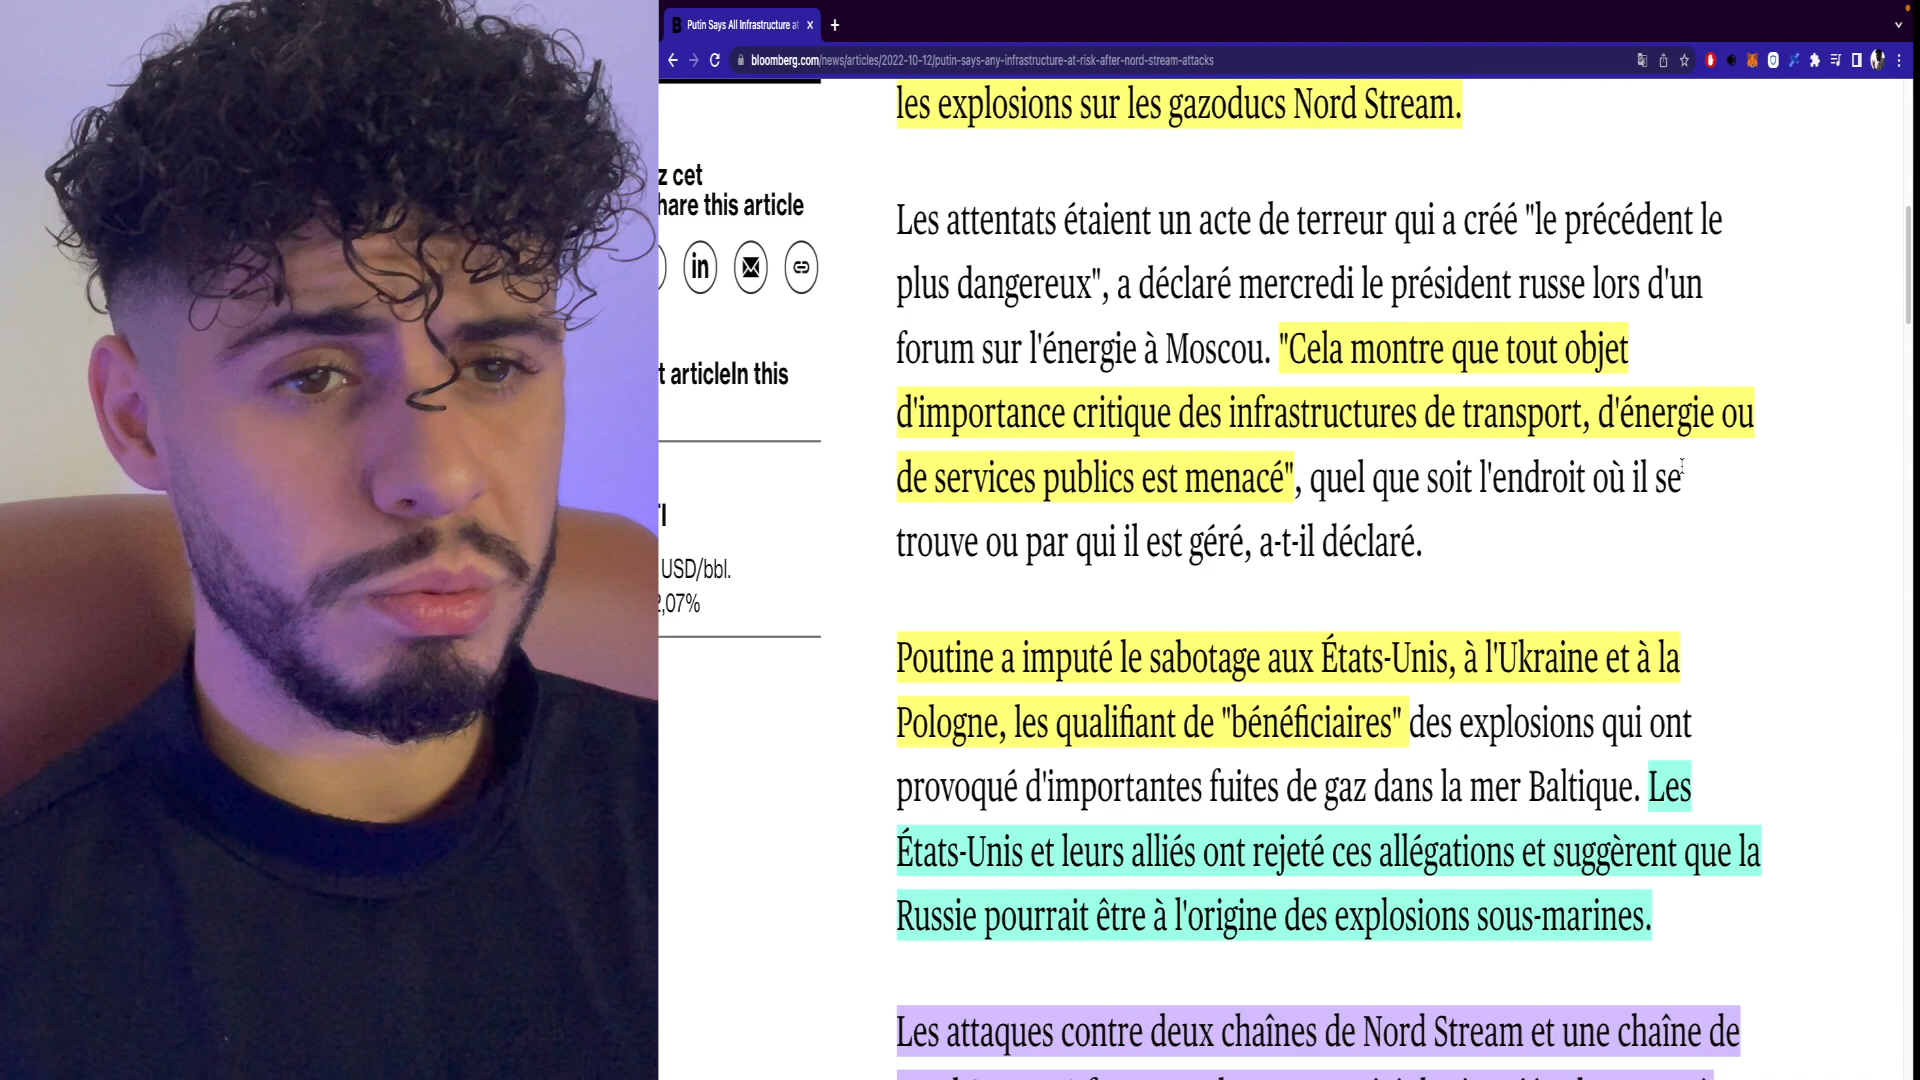 Putin Says All Infrastructure at
bloomberg.com/news/articles/2022-10-12/putin-says-any-infrastructure-at-risk-after-nord-stream-attacks
z cet
hare this article
in
t articleIn this
USD/bbl.
2,07%
les explosions sur les gazoducs Nord Stream.
Les attentats étaient un acte de terreur qui a créé "le précédent le
plus dangereux", a déclaré mercredi le président russe lors d'un
forum sur l'énergie à Moscou. "Cela montre que tout objet
d'importance critique des infrastructures de transport, d'énergie ou
de services publics est menacé", quel que soit l'endroit où il se
trouve ou par qui il est géré, a-t-il déclaré.
Poutine a imputé le sabotage aux États-Unis, à l'Ukraine et à la
Pologne, les qualifiant de "bénéficiaires" des explosions qui ont
provoqué d'importantes fuites de gaz dans la mer Baltique. Les
États-Unis et leurs alliés ont rejeté ces allégations et suggèrent que la
Russie pourrait être à l'origine des explosions sous-marines.
Les attaques contre deux chaînes de Nord Stream et une chaîne de